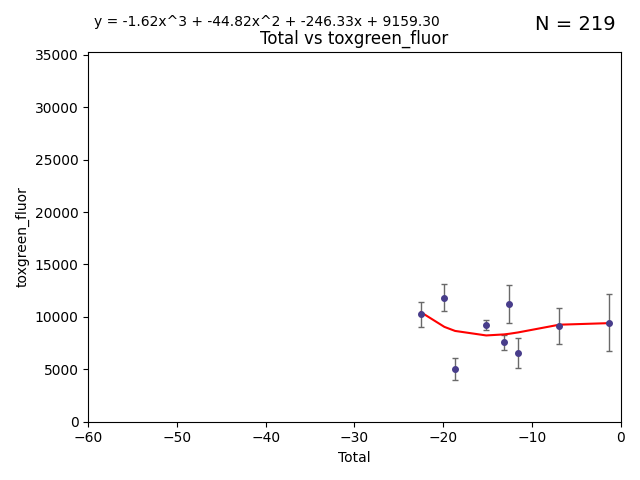 y = -1.62x^3 + -44.82x^2 + -246.33x + 9159.30
N = 219
Total vs toxgreen_fluor
35000
30000
25000
20000
15000
10000
5000
0
toxgreen_fluor
−60 −50 −40 −30 −20 −10 0
Total